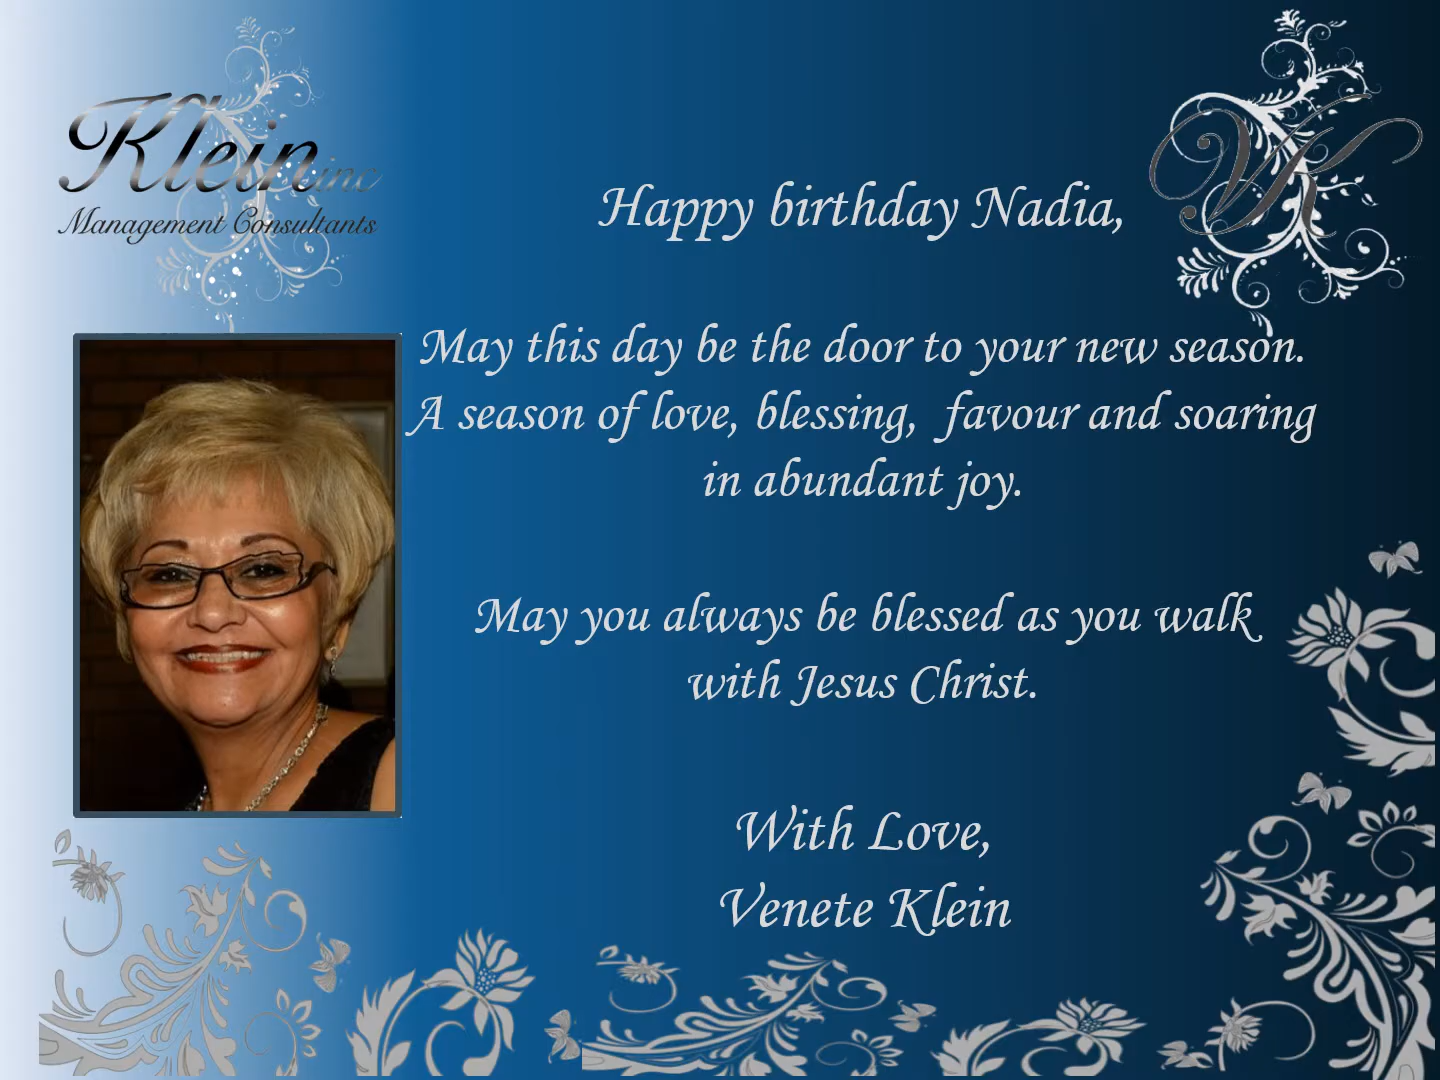 Klein inc
Management Consultants
VK
Happy birthday Nadia,
May this day be the door to your new season.
A season of love, blessing, favour and soaring
in abundant joy.
May you always be blessed as you walk
with Jesus Christ.
With Love,
Venete Klein